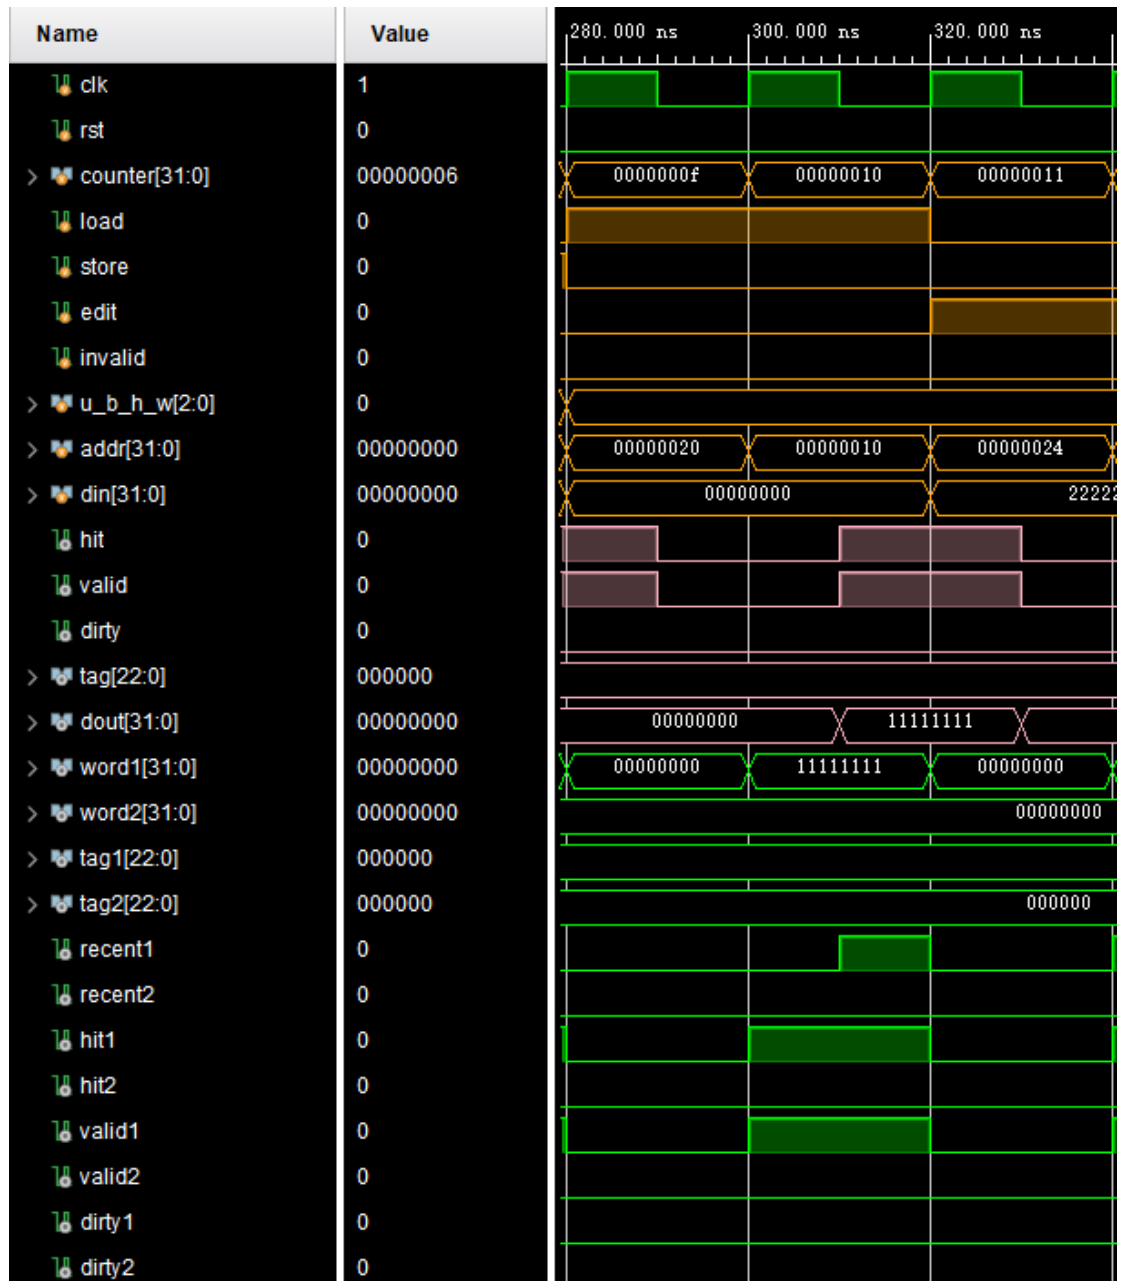 Name Value 280.000 ns 300.000 ns 320.000 ns
clk 1
rst 0
counter[31:0] 00000006 0000000f 00000010 00000011
load 0
store 0
edit 0
invalid 0
u_b_h_w[2:0] 0
addr[31:0] 00000000 00000020 00000010 00000024
din[31:0] 00000000 00000000 22222
hit 0
valid 0
dirty 0
tag[22:0] 000000
dout[31:0] 00000000 00000000 11111111
word1[31:0] 00000000 00000000 11111111 00000000
word2[31:0] 00000000 00000000
tag1[22:0] 000000
tag2[22:0] 000000 000000
recent1 0
recent2 0
hit1 0
hit2 0
valid1 0
valid2 0
dirty1 0
dirty2 0